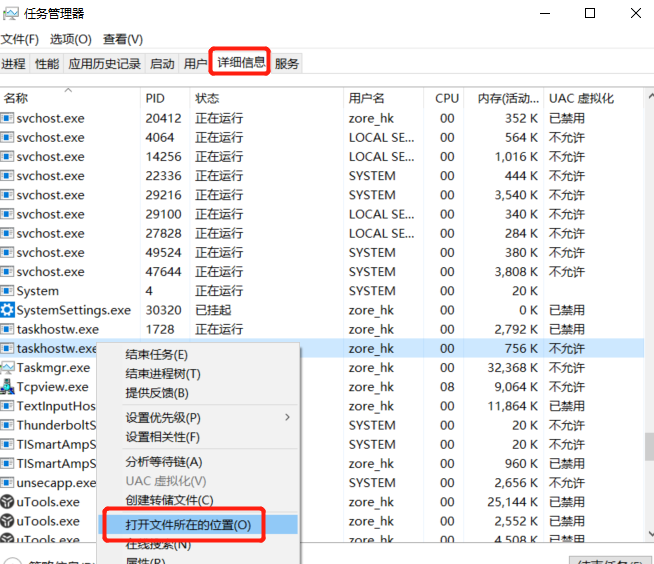 任务管理器
文件(F) 选项(O) 查看(V)
进程 性能 应用历史记录 启动 用户 详细信息 服务
名称 PID 状态 用户名 CPU 内存(活动... UAC 虚拟化
svchost.exe 20412 正在运行 zore_hk 00 352 K 已禁用
svchost.exe 4064 正在运行 LOCAL SE... 00 564 K 不允许
svchost.exe 14256 正在运行 LOCAL SE... 00 1,016 K 不允许
svchost.exe 22336 正在运行 SYSTEM 00 444 K 不允许
svchost.exe 29216 正在运行 SYSTEM 00 3,540 K 不允许
svchost.exe 29100 正在运行 LOCAL SE... 00 340 K 不允许
svchost.exe 27828 正在运行 LOCAL SE... 00 284 K 不允许
svchost.exe 49524 正在运行 SYSTEM 00 380 K 不允许
svchost.exe 47644 正在运行 SYSTEM 00 3,808 K 不允许
System 4 正在运行 SYSTEM 00 20 K
SystemSettings.exe 30320 已挂起 zore_hk 00 0 K 已禁用
taskhostw.exe 1728 正在运行 zore_hk 00 2,792 K 已禁用
taskhostw.exe zore_hk 00 756 K 不允许
Taskmgr.exe zore_hk 00 32,368 K 不允许
Tcpview.exe zore_hk 08 9,064 K 不允许
TextInputHos zore_hk 00 11,864 K 已禁用
ThunderboltS SYSTEM 00 20 K 不允许
TISmartAmpS SYSTEM 00 20 K 不允许
TISmartAmpS zore_hk 00 960 K 已禁用
unsecapp.exe SYSTEM 00 2,656 K 不允许
uTools.exe zore_hk 00 25,144 K 已禁用
uTools.exe zore_hk 00 2,552 K 已禁用
uTools.exe zore_hk 00 4,508 K 已禁用
结束任务(E)
结束进程树(T)
提供反馈(B)
设置优先级(P)
设置相关性(F)
分析等待链(A)
UAC 虚拟化(V)
创建转储文件(C)
打开文件所在的位置(O)
在线搜索(N)
属性(R)
结束任务(E)